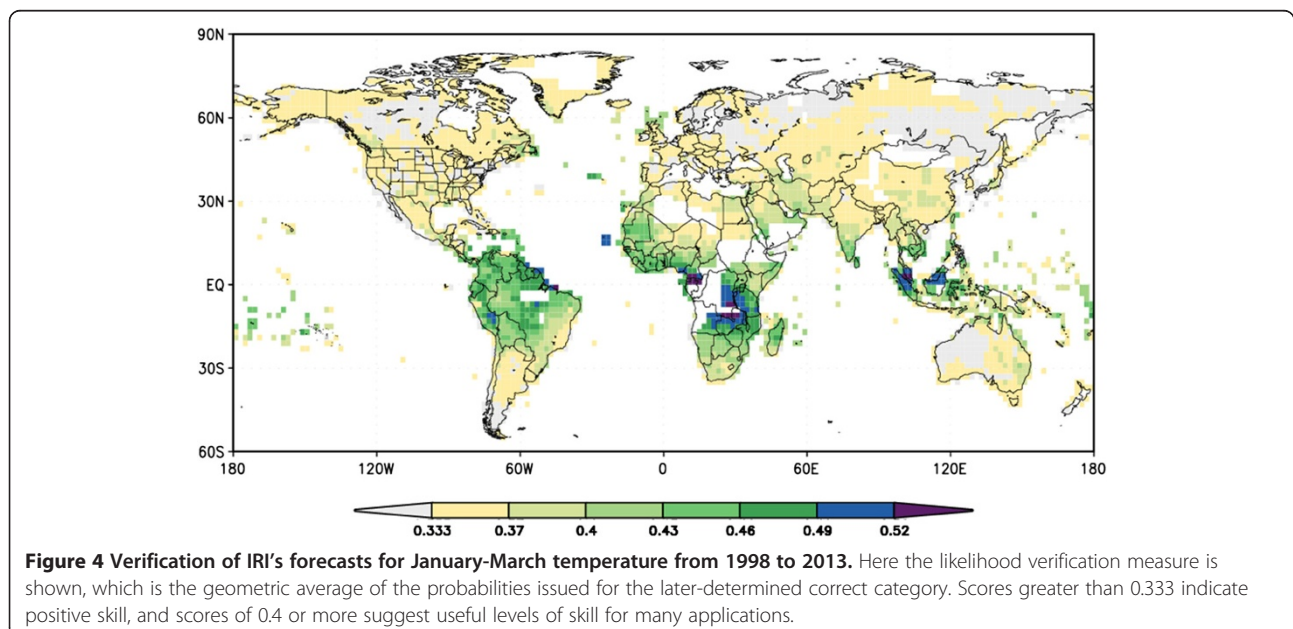 90N
60N
30N
EQ
30S
60S
180 120W 60W 0 60E 120E 180
0.333 0.37 0.4 0.43 0.46 0.49 0.52
Figure 4 Verification of IRI's forecasts for January-March temperature from 1998 to 2013. Here the likelihood verification measure is
shown, which is the geometric average of the probabilities issued for the later-determined correct category. Scores greater than 0.333 indicate
positive skill, and scores of 0.4 or more suggest useful levels of skill for many applications.